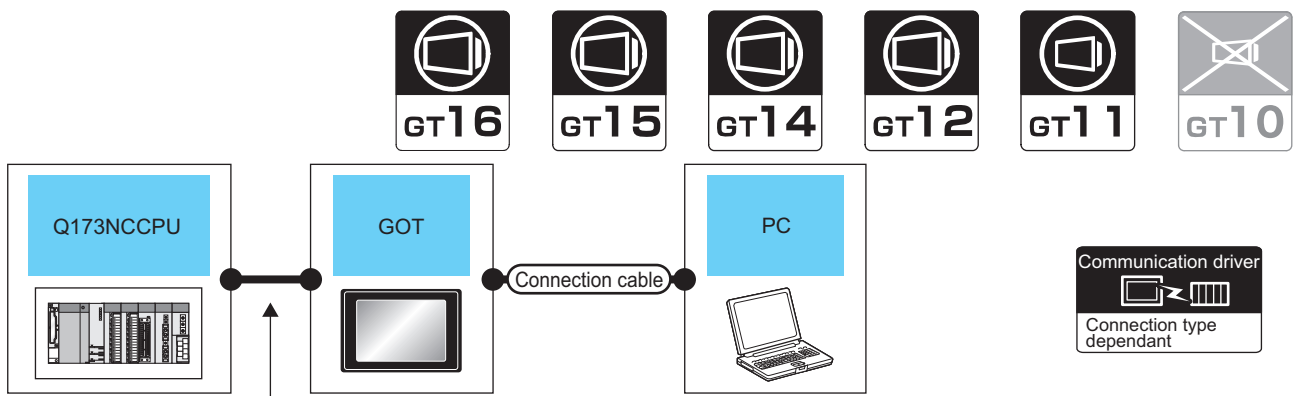 GT16 GT15 GT14 GT12 GT11 GT10
Q173NCCPU GOT PC
Connection cable
Communication driver
Connection type
dependant